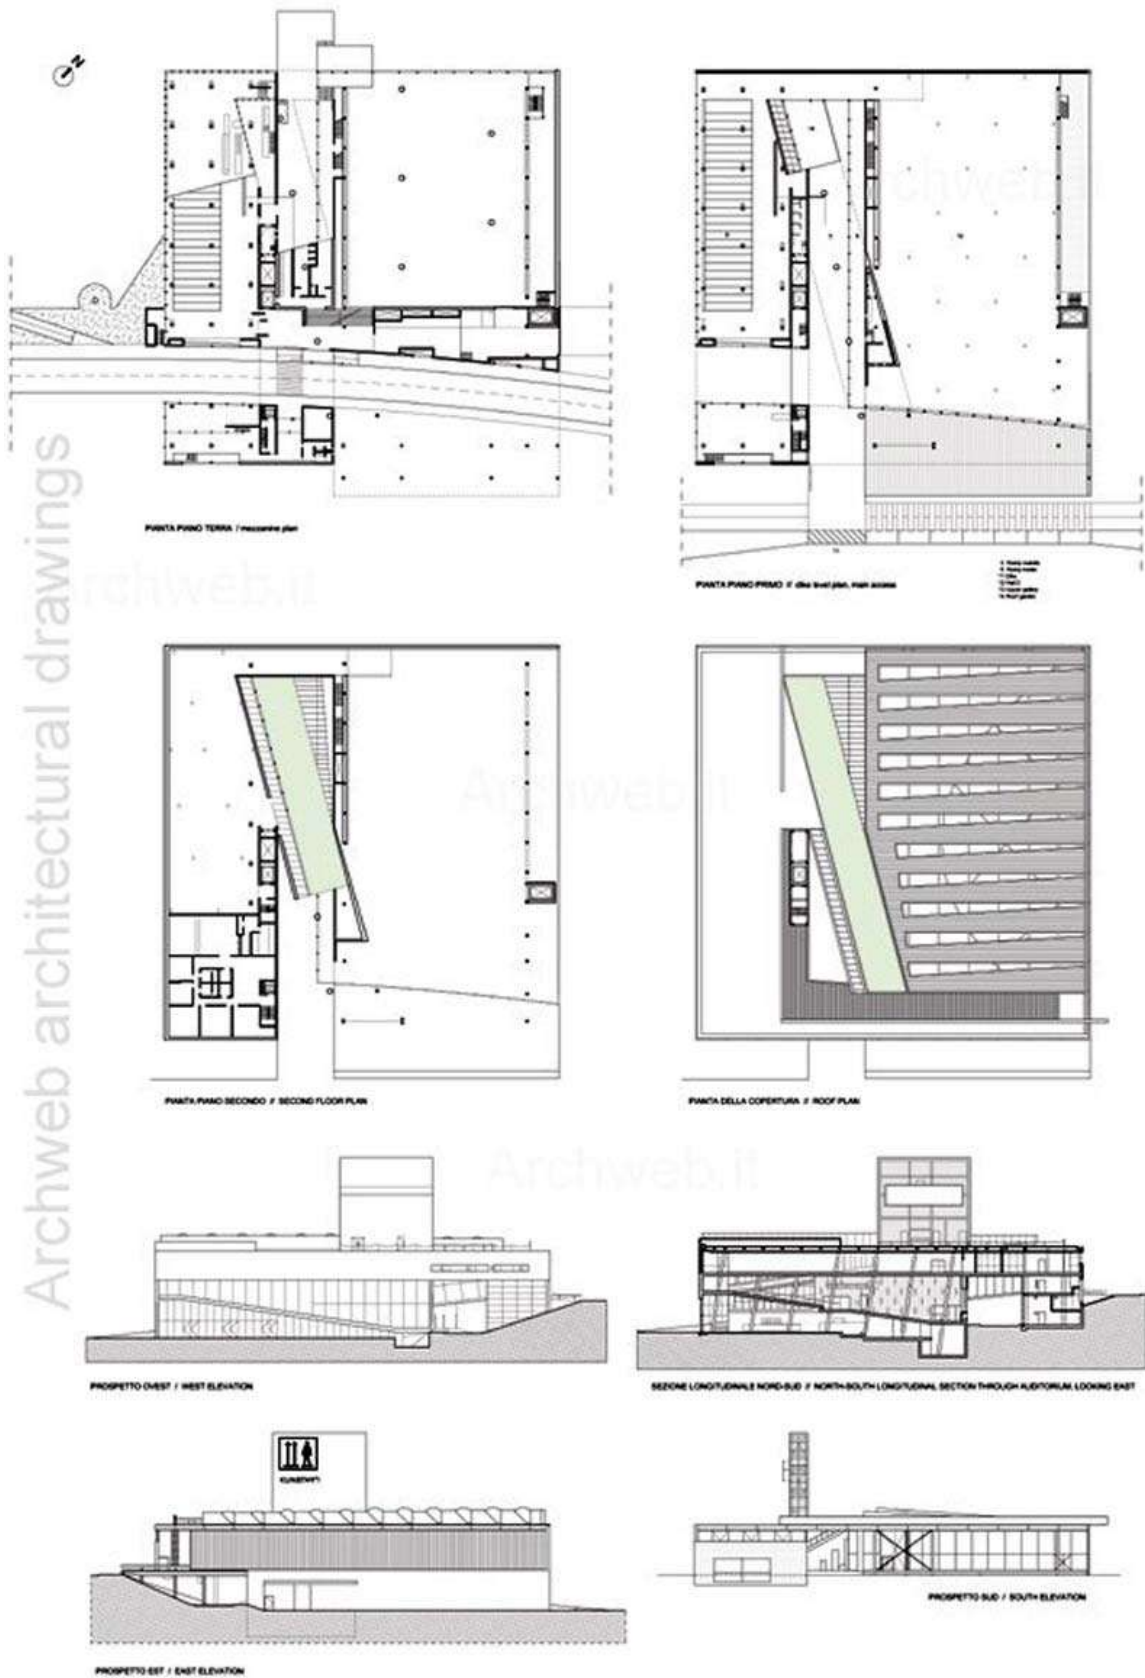 N
PIANTA PIANO TERRA / mezzanine plan
PIANTA PIANO PRIMO // dike level plan, main access
Archweb architectural drawings
Archweb.it
PIANTA PIANO SECONDO // SECOND FLOOR PLAN
PIANTA DELLA COPERTURA // ROOF PLAN
Archweb.it
Archweb.it
PROSPETTO OVEST / WEST ELEVATION
SEZIONE LONGITUDINALE NORD-SUD // NORTH-SOUTH LONGITUDINAL SECTION THROUGH AUDITORIUM, LOOKING EAST
PROSPETTO SUD / SOUTH ELEVATION
PROSPETTO EST / EAST ELEVATION